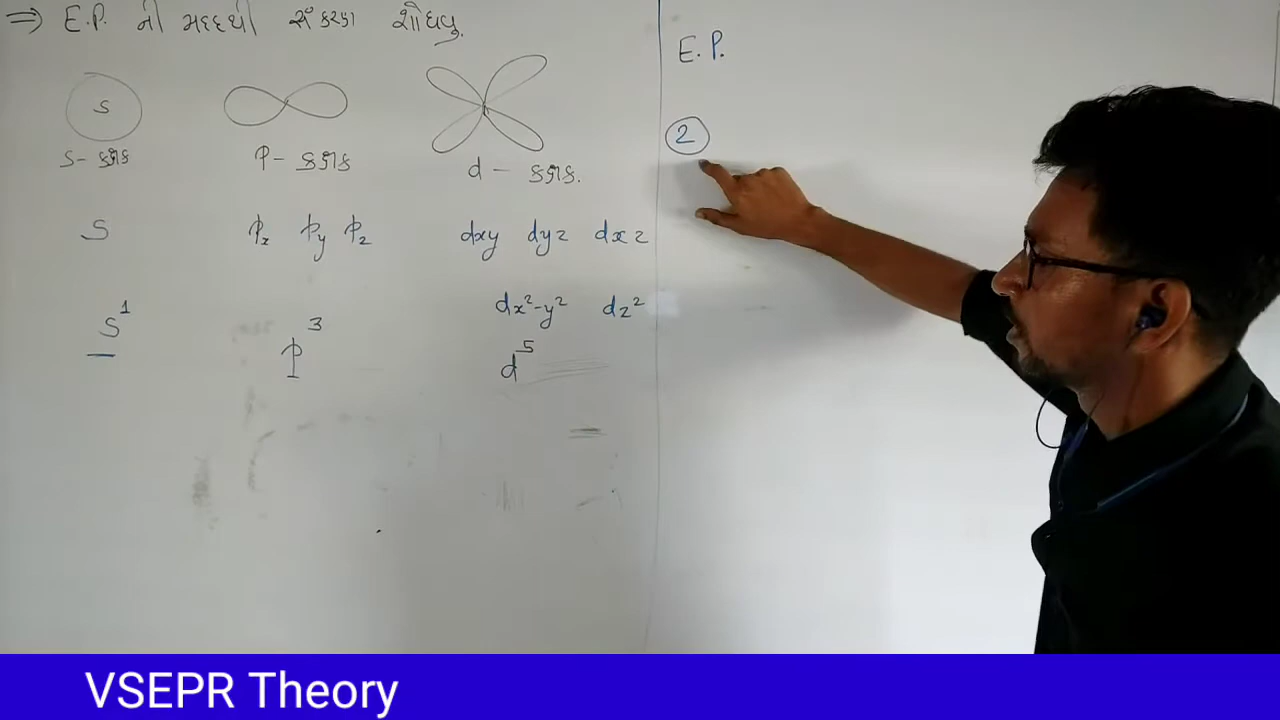 ⇒ E.P. ની મદદથી સંકરણ શોધવુ.
S
S- કક્ષક
P- કક્ષક
d - કક્ષક.
S
Px Py Pz
dxy dyz dxz
dx²-y² dz²
S¹
P³
d⁵
E. P.
2
VSEPR Theory